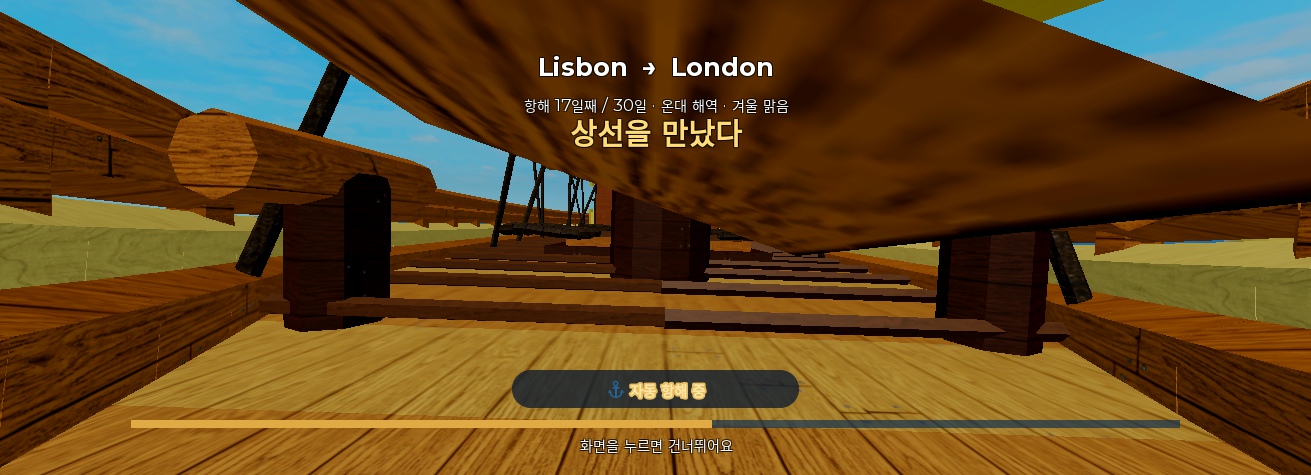 Lisbon → London
항해 17일째 / 30일 · 온대 해역 · 겨울 맑음
상선을 만났다
⚓ 자동 항해 중
화면을 누르면 건너뛰어요